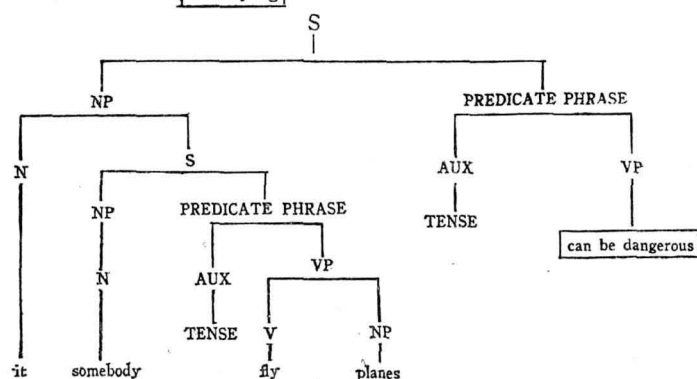 S
NP PREDICATE PHRASE
N S AUX VP
NP PREDICATE PHRASE TENSE
can be dangerous
N AUX VP
TENSE V NP
it somebody fly planes